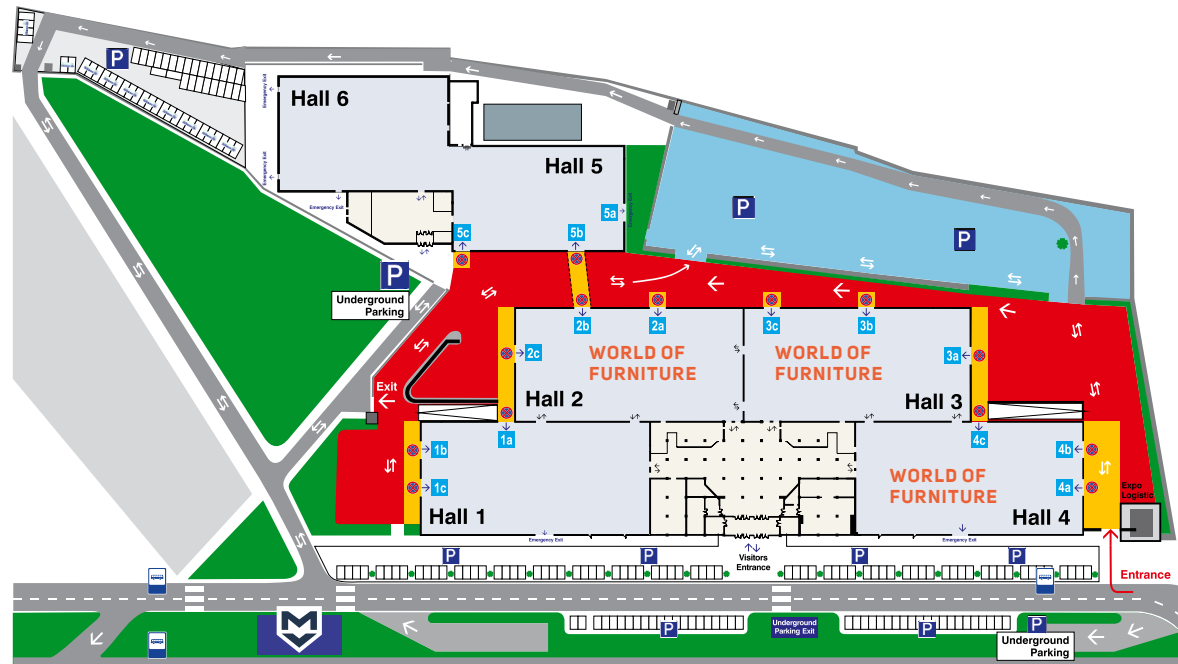 P
Hall 6
Emergency Exit
Emergency Exit
Emergency Exit
Hall 5
5a
Emergency Exit
5c
5b
P
P
P
Underground
Parking
2b
2a
3c
3b
2c
WORLD OF
FURNITURE
WORLD OF
FURNITURE
3a
Exit
Hall 2
Hall 3
1a
4c
1b
4b
1c
WORLD OF
FURNITURE
4a
Expo
Logistic
Hall 1
Hall 4
Emergency Exit
Emergency Exit
P
P
Visitors
Entrance
P
P
Entrance
P
Underground
Parking Exit
P
P
Underground
Parking